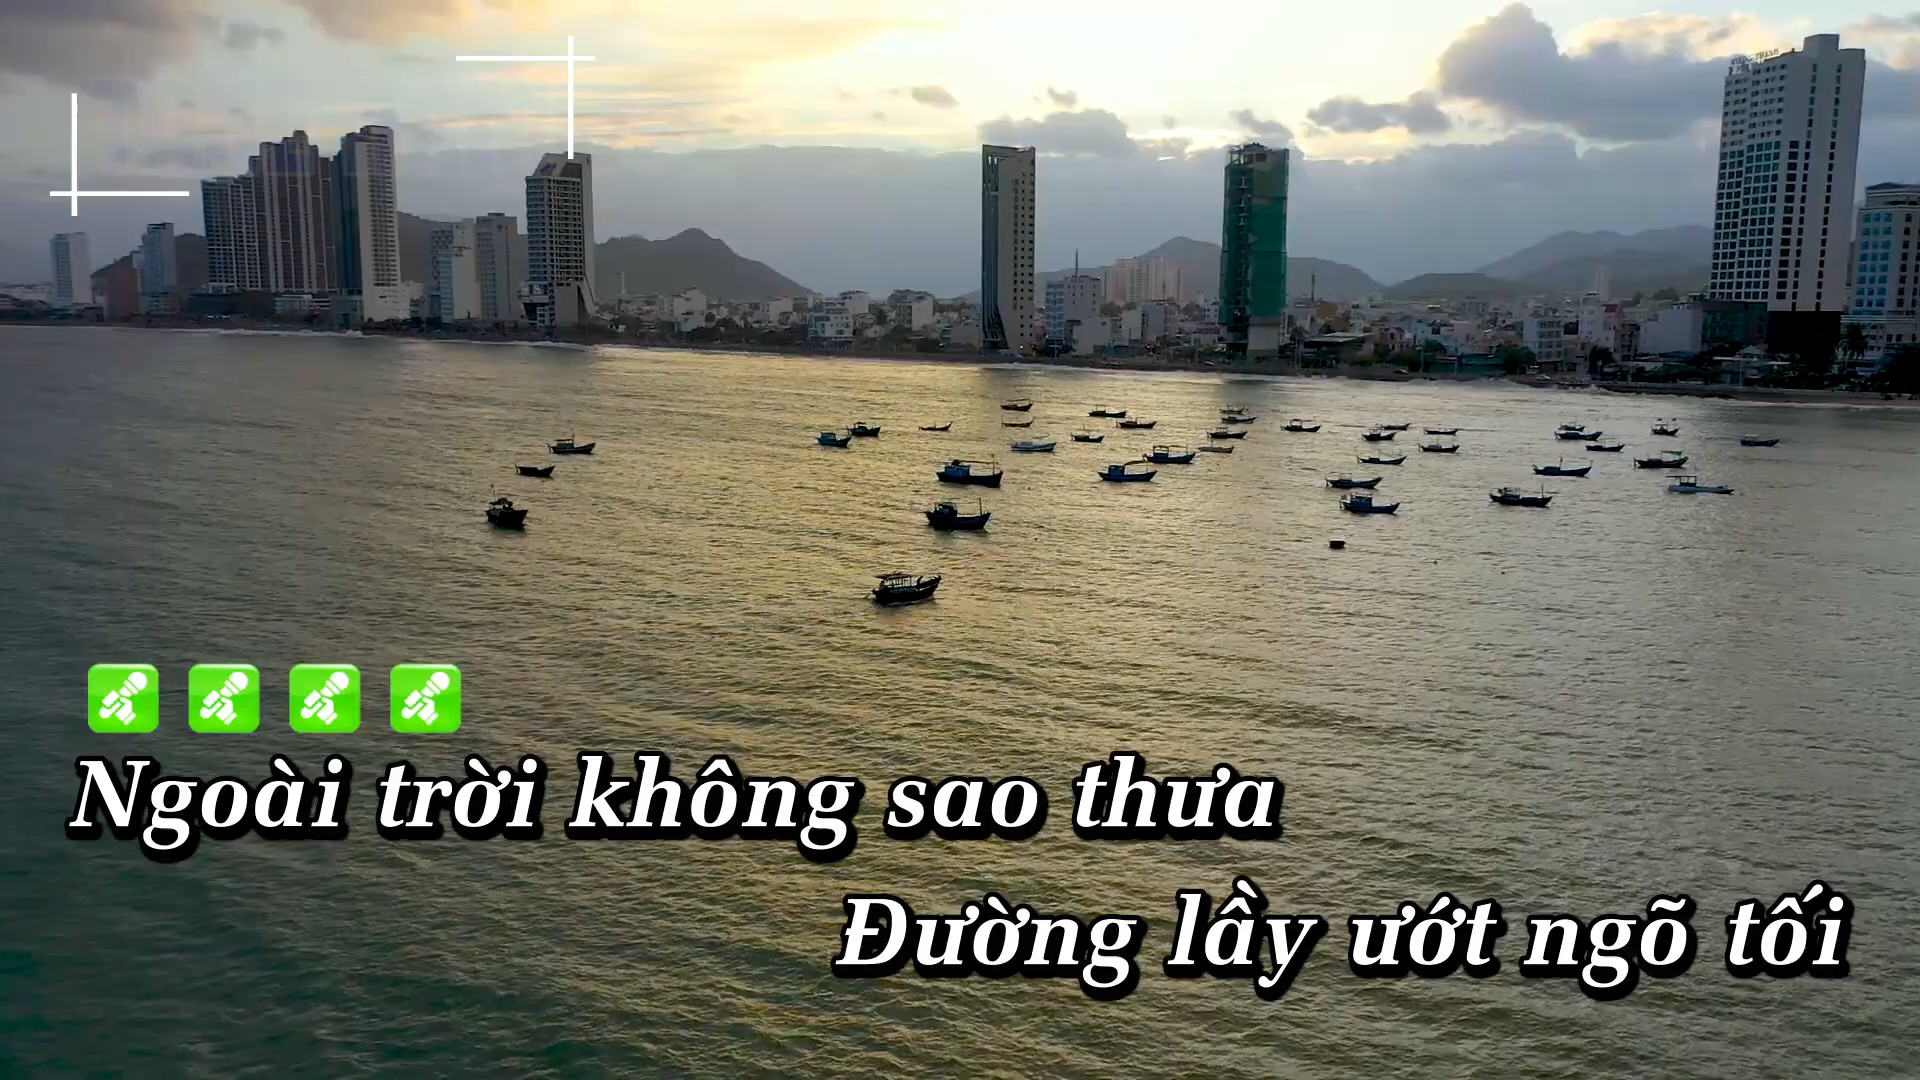 Ngoài trời không sao thưa
Đường lầy ướt ngõ tối